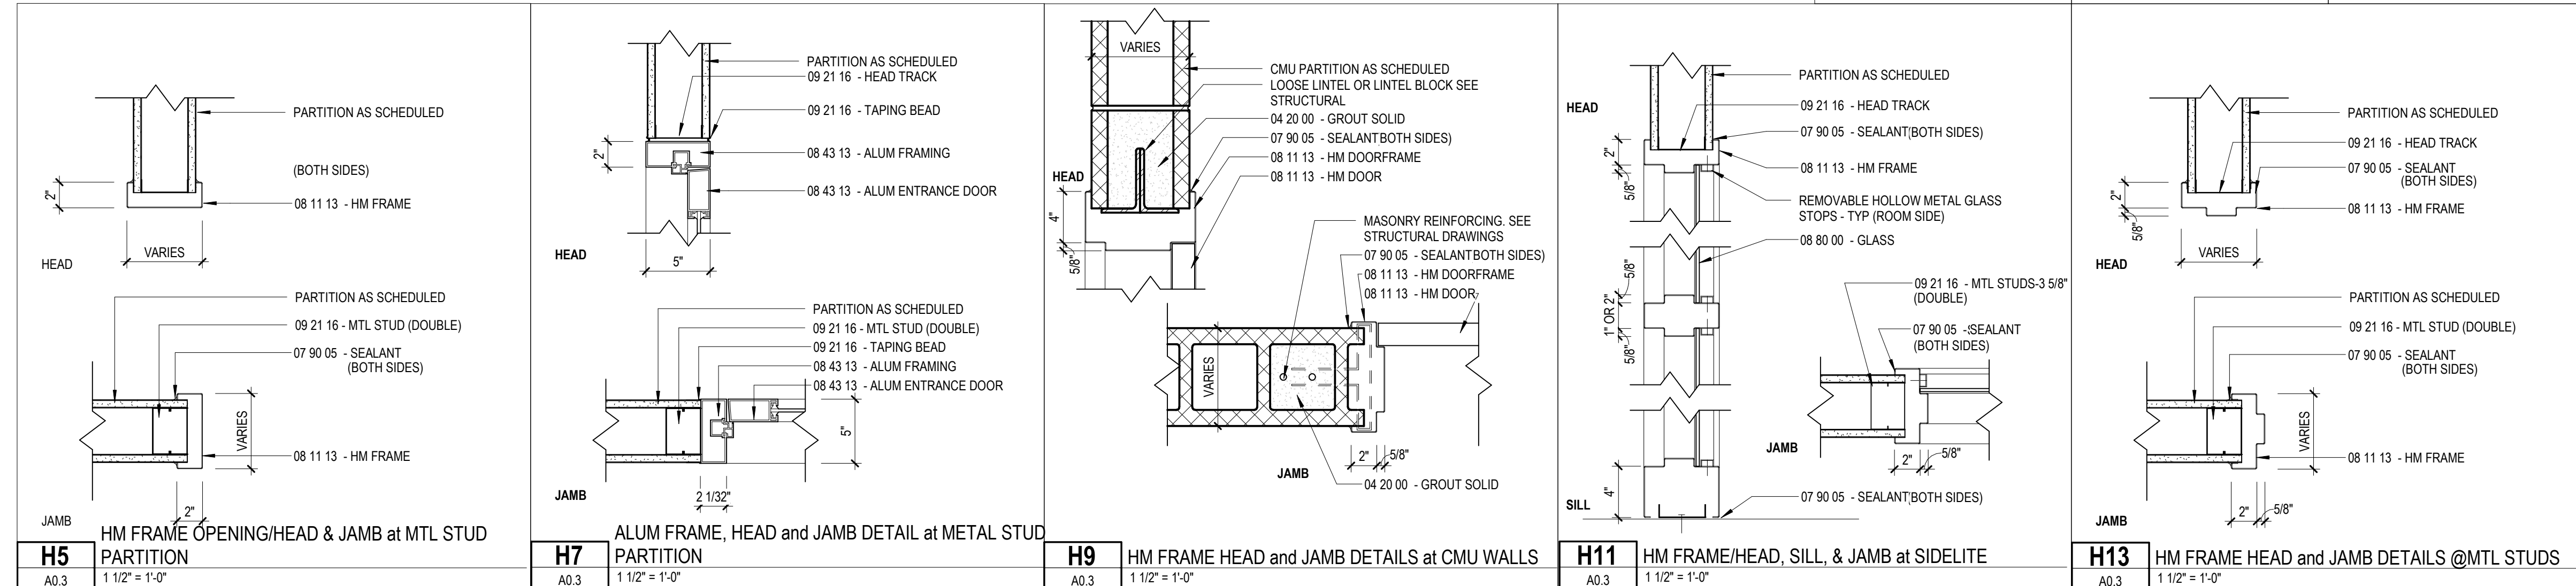 PARTITION AS SCHEDULED
(BOTH SIDES)
08 11 13 - HM FRAME
2"
VARIES
HEAD
PARTITION AS SCHEDULED
09 21 16 - MTL STUD (DOUBLE)
07 90 05 - SEALANT
(BOTH SIDES)
VARIES
08 11 13 - HM FRAME
2"
JAMB
HM FRAME OPENING/HEAD & JAMB at MTL STUD
PARTITION
H5
A0.3
1 1/2" = 1'-0"
PARTITION AS SCHEDULED
09 21 16 - HEAD TRACK
09 21 16 - TAPING BEAD
08 43 13 - ALUM FRAMING
2"
08 43 13 - ALUM ENTRANCE DOOR
HEAD
5"
PARTITION AS SCHEDULED
09 21 16 - MTL STUD (DOUBLE)
09 21 16 - TAPING BEAD
08 43 13 - ALUM FRAMING
08 43 13 - ALUM ENTRANCE DOOR
5"
2 1/32"
JAMB
ALUM FRAME, HEAD and JAMB DETAIL at METAL STUD
PARTITION
H7
A0.3
1 1/2" = 1'-0"
VARIES
CMU PARTITION AS SCHEDULED
LOOSE LINTEL OR LINTEL BLOCK SEE
STRUCTURAL
04 20 00 - GROUT SOLID
07 90 05 - SEALANT(BOTH SIDES)
08 11 13 - HM DOORFRAME
08 11 13 - HM DOOR
HEAD
4"
5/8"
MASONRY REINFORCING. SEE
STRUCTURAL DRAWINGS
07 90 05 - SEALANTBOTH SIDES)
08 11 13 - HM DOORFRAME
08 11 13 - HM DOOR
VARIES
2"
5/8"
JAMB
04 20 00 - GROUT SOLID
HM FRAME HEAD and JAMB DETAILS at CMU WALLS
H9
A0.3
1 1/2" = 1'-0"
PARTITION AS SCHEDULED
HEAD
09 21 16 - HEAD TRACK
07 90 05 - SEALANT(BOTH SIDES)
2"
08 11 13 - HM FRAME
5/8"
REMOVABLE HOLLOW METAL GLASS
STOPS - TYP (ROOM SIDE)
08 80 00 - GLASS
5/8"
1" OR 2"
5/8"
09 21 16 - MTL STUDS-3 5/8"
(DOUBLE)
07 90 05 -SEALANT
(BOTH SIDES)
JAMB
2"
5/8"
4"
SILL
07 90 05 - SEALANT(BOTH SIDES)
HM FRAME/HEAD, SILL, & JAMB at SIDELITE
H11
A0.3
1 1/2" = 1'-0"
PARTITION AS SCHEDULED
09 21 16 - HEAD TRACK
07 90 05 - SEALANT
(BOTH SIDES)
2"
08 11 13 - HM FRAME
5/8"
VARIES
HEAD
PARTITION AS SCHEDULED
09 21 16 - MTL STUD (DOUBLE)
07 90 05 - SEALANT
(BOTH SIDES)
VARIES
08 11 13 - HM FRAME
2"
5/8"
JAMB
HM FRAME HEAD and JAMB DETAILS @MTL STUDS
H13
A0.3
1 1/2" = 1'-0"